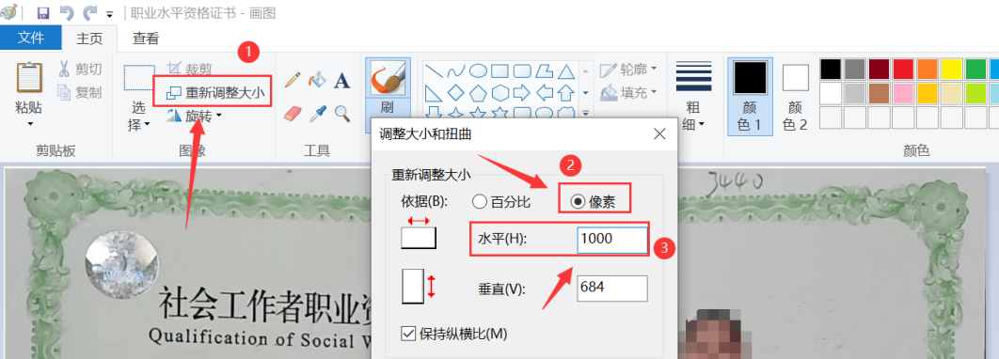 职业水平资格证书 - 画图
文件
主页
查看
1
剪切
复制
粘贴
剪贴板
选择
裁剪
重新调整大小
旋转
图像
A
工具
刷
轮廓
填充
粗细
颜色 1
颜色 2
颜色
调整大小和扭曲
重新调整大小
依据(B):
百分比
像素
2
水平(H):
1000
3
垂直(V):
684
保持纵横比(M)
3440
社会工作者职业资
Qualification of Social W